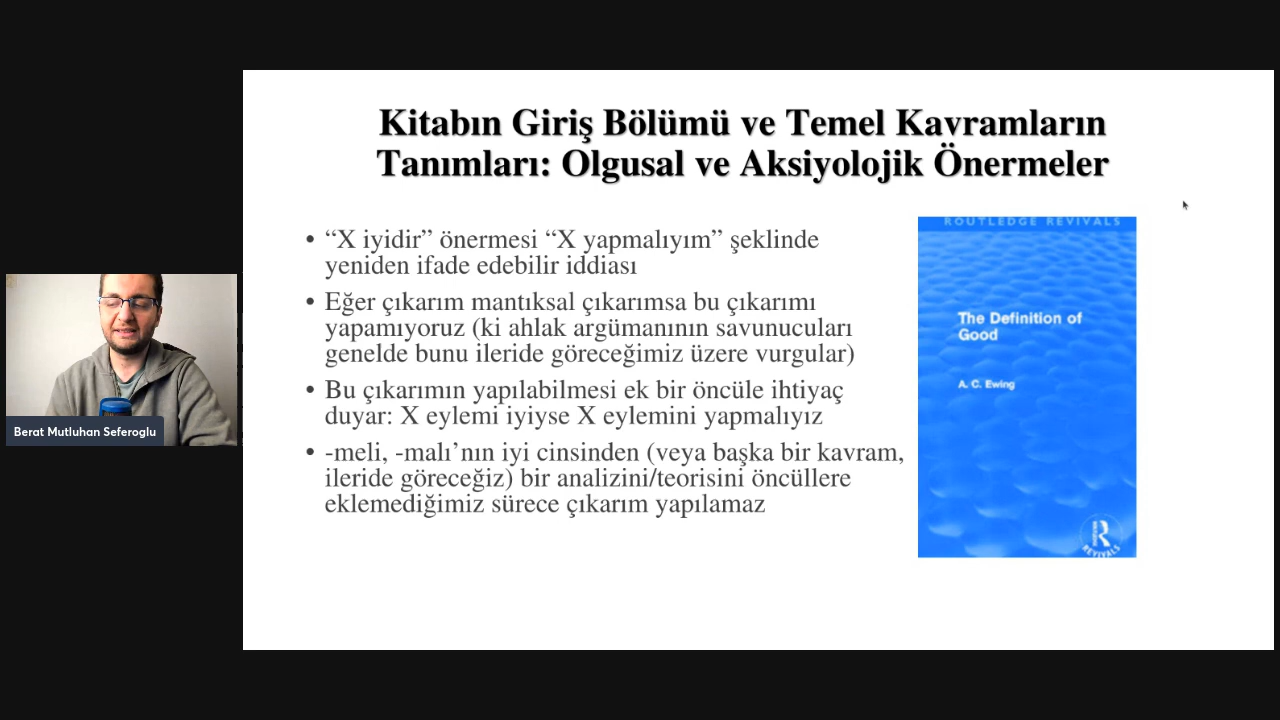 Kitabın Giriş Bölümü ve Temel Kavramların
Tanımları: Olgusal ve Aksiyolojik Önermeler
• “X iyidir” önermesi “X yapmalıyım” şeklinde
yeniden ifade edebilir iddiası
• Eğer çıkarım mantıksal çıkarımsa bu çıkarımı
yapamıyoruz (ki ahlak argümanının savunucuları
genelde bunu ileride göreceğimiz üzere vurgular)
• Bu çıkarımın yapılabilmesi ek bir öncüle ihtiyaç
duyar: X eylemi iyiyse X eylemini yapmalıyız
• -meli, -malı’nın iyi cinsinden (veya başka bir kavram,
ileride göreceğiz) bir analizini/teorisini öncüllere
eklemediğimiz sürece çıkarım yapılamaz
ROUTLEDGE REVIVALS
The Definition of
Good
A. C. Ewing
R
REVIVALS
Berat Mutluhan Seferoglu